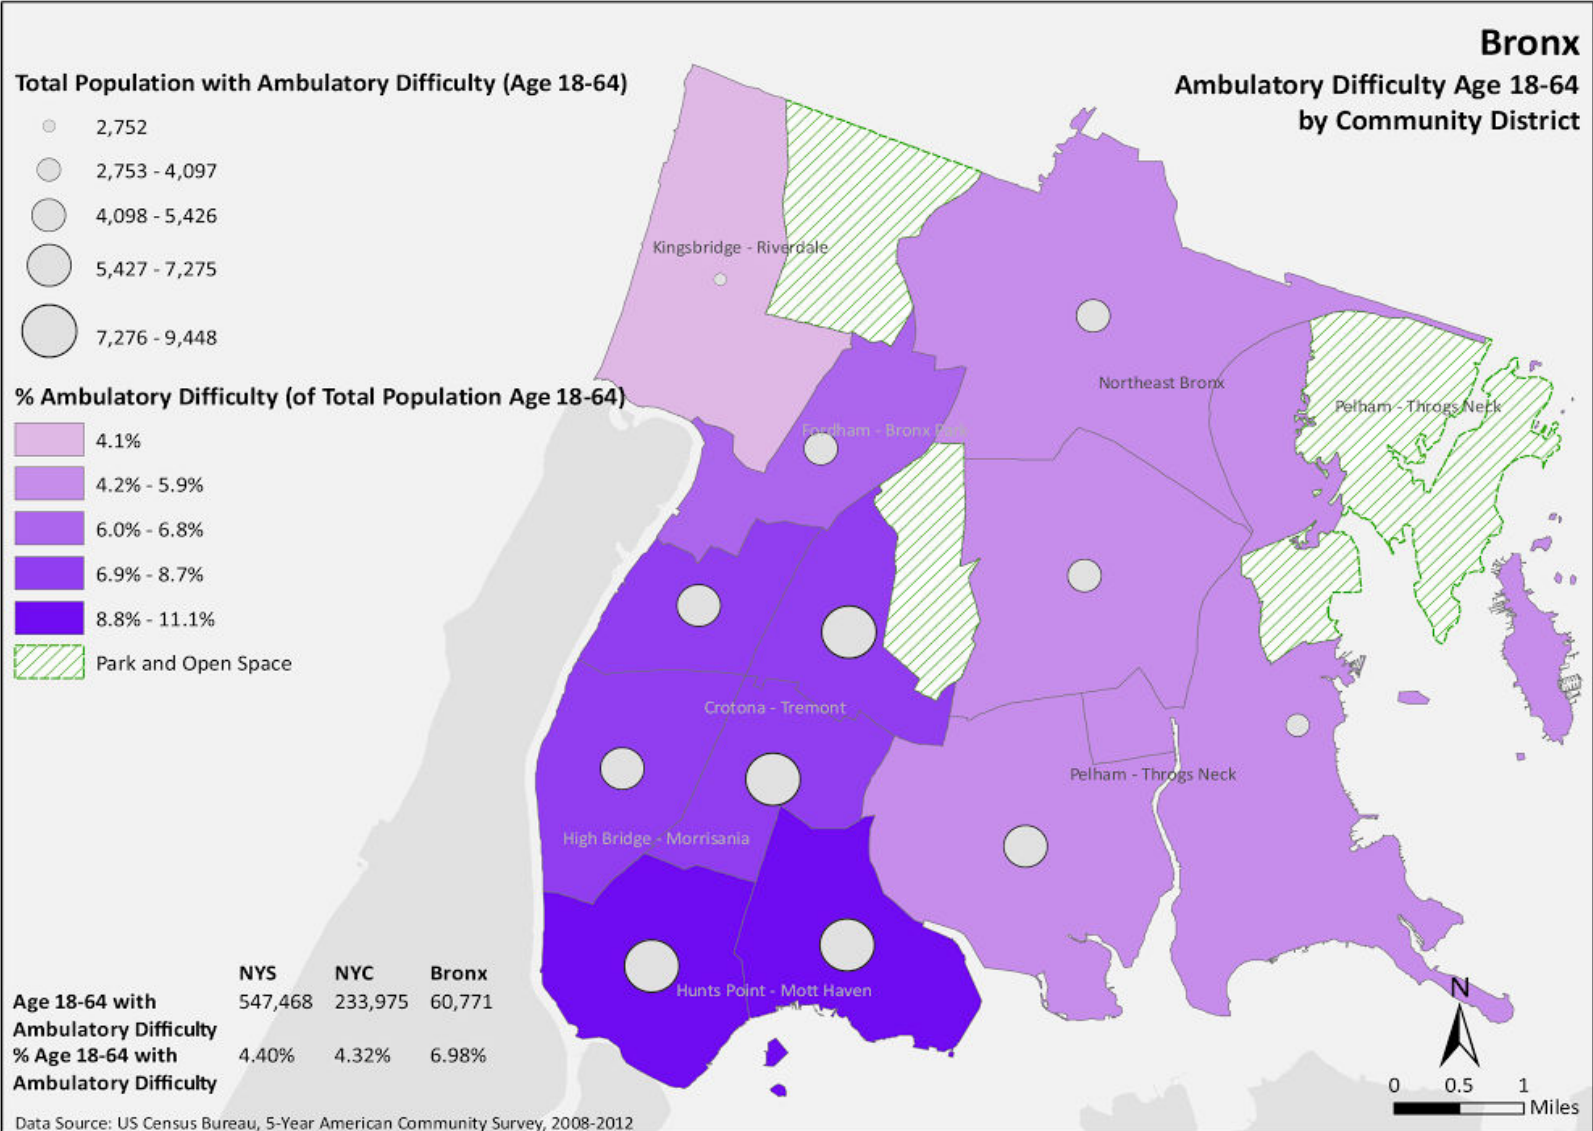 Bronx
Ambulatory Difficulty Age 18-64
by Community District
Total Population with Ambulatory Difficulty (Age 18-64)
2,752
2,753 - 4,097
4,098 - 5,426
5,427 - 7,275
7,276 - 9,448
% Ambulatory Difficulty (of Total Population Age 18-64)
4.1%
4.2% - 5.9%
6.0% - 6.8%
6.9% - 8.7%
8.8% - 11.1%
Park and Open Space
Kingsbridge - Riverdale
Northeast Bronx
Pelham - Throgs Neck
Fordham - Bronx Park
Crotona - Tremont
Pelham - Throgs Neck
High Bridge - Morrisania
Hunts Point - Mott Haven
NYS NYC Bronx
Age 18-64 with 547,468 233,975 60,771
Ambulatory Difficulty
% Age 18-64 with 4.40% 4.32% 6.98%
Ambulatory Difficulty
N
0 0.5 1
Miles
Data Source: US Census Bureau, 5-Year American Community Survey, 2008-2012